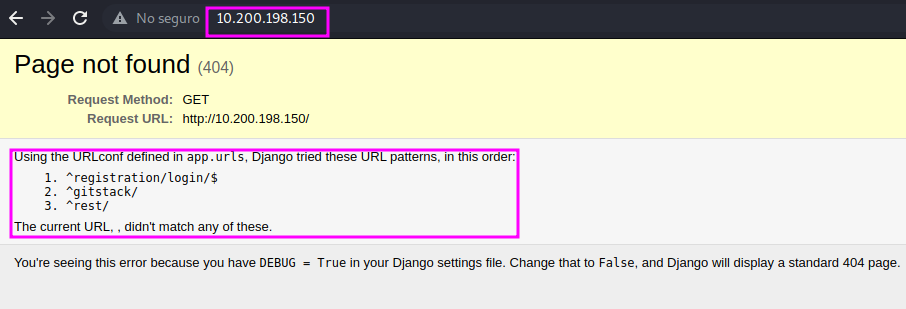 No seguro 10.200.198.150
Page not found (404)
Request Method: GET
Request URL: http://10.200.198.150/
Using the URLconf defined in app.urls, Django tried these URL patterns, in this order:
1. ^registration/login/$
2. ^gitstack/
3. ^rest/
The current URL, , didn't match any of these.
You're seeing this error because you have DEBUG = True in your Django settings file. Change that to False, and Django will display a standard 404 page.